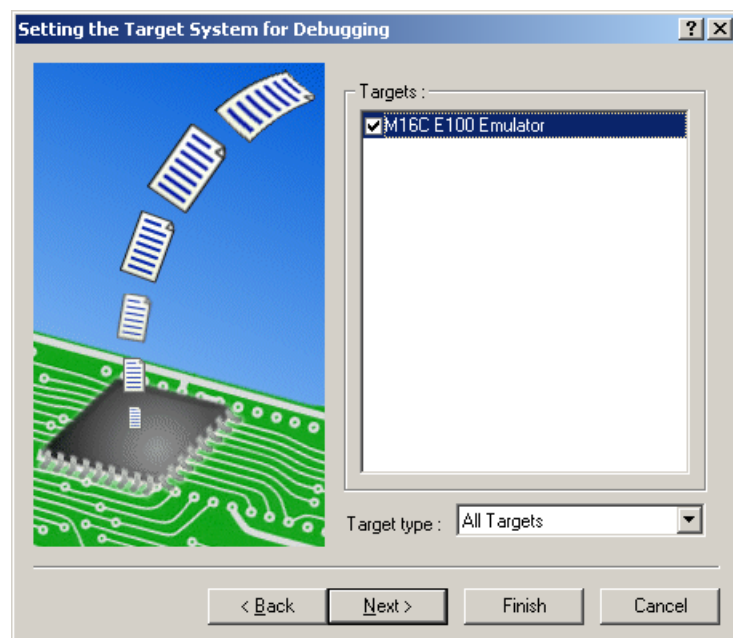 Setting the Target System for Debugging
Targets :
M16C E100 Emulator
Target type : All Targets
< Back Next > Finish Cancel